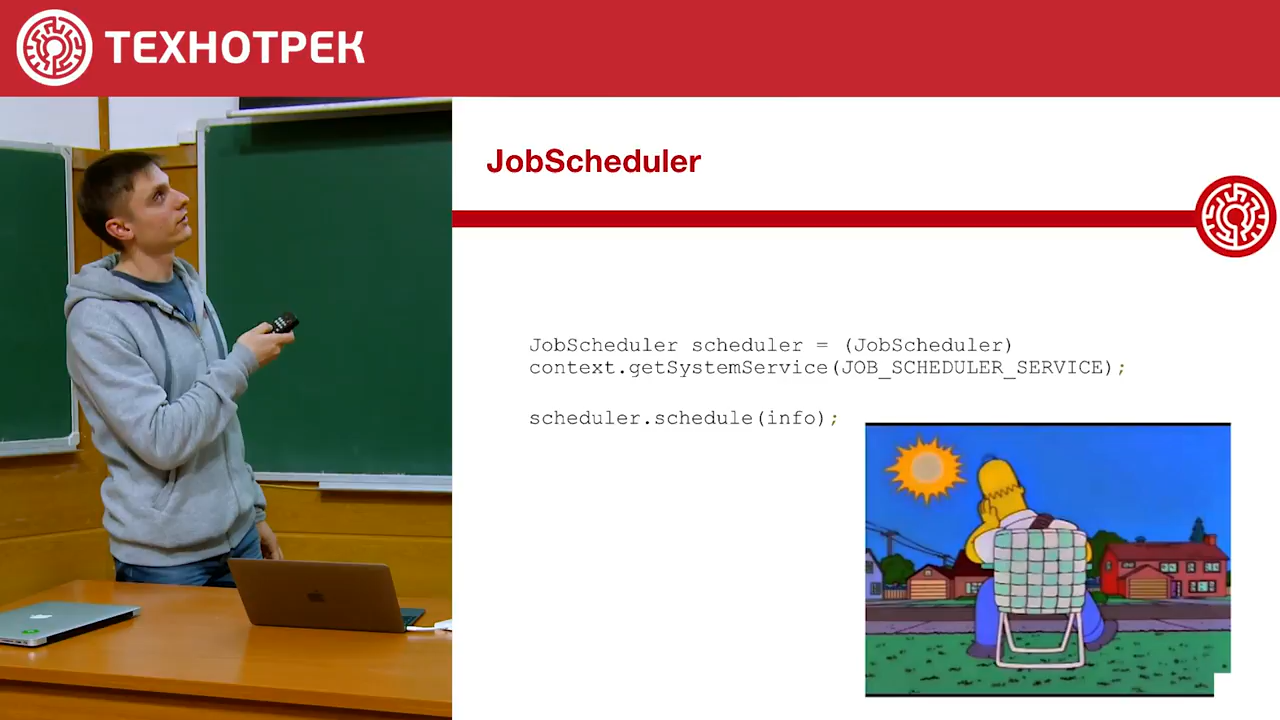 ТЕХНОТРЕК
JobScheduler
JobScheduler scheduler = (JobScheduler)
context.getSystemService(JOB_SCHEDULER_SERVICE);
scheduler.schedule(info);